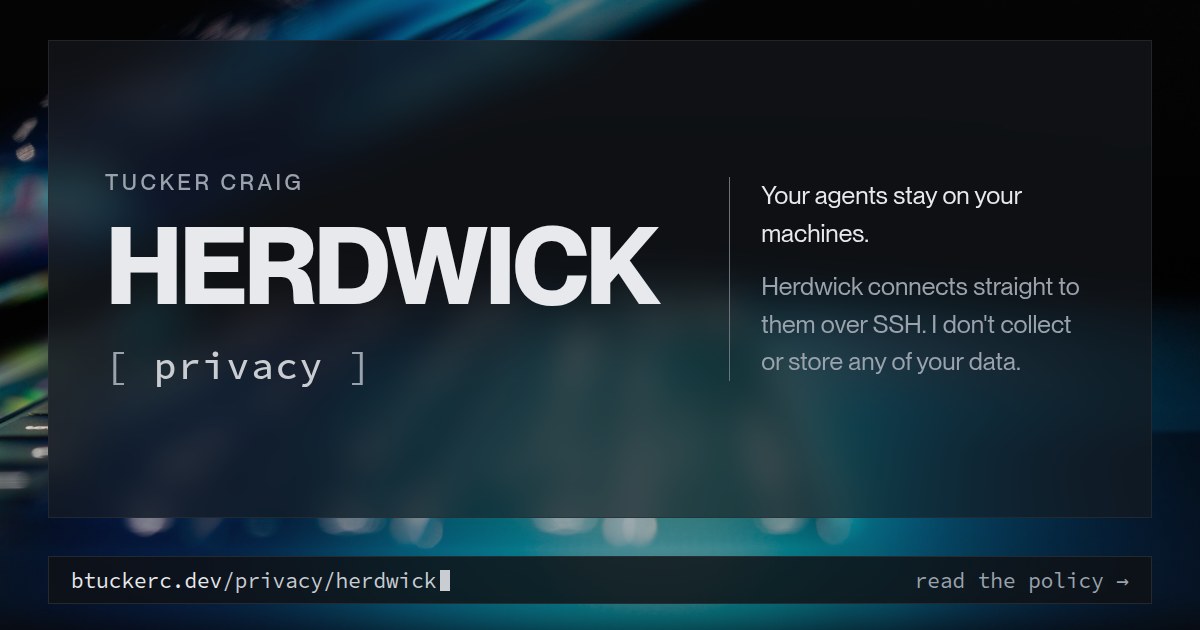 TUCKER CRAIG
HERDWICK
[ privacy ]
Your agents stay on your
machines.
Herdwick connects straight to
them over SSH. I don't collect
or store any of your data.
btuckerc.dev/privacy/herdwick
read the policy →